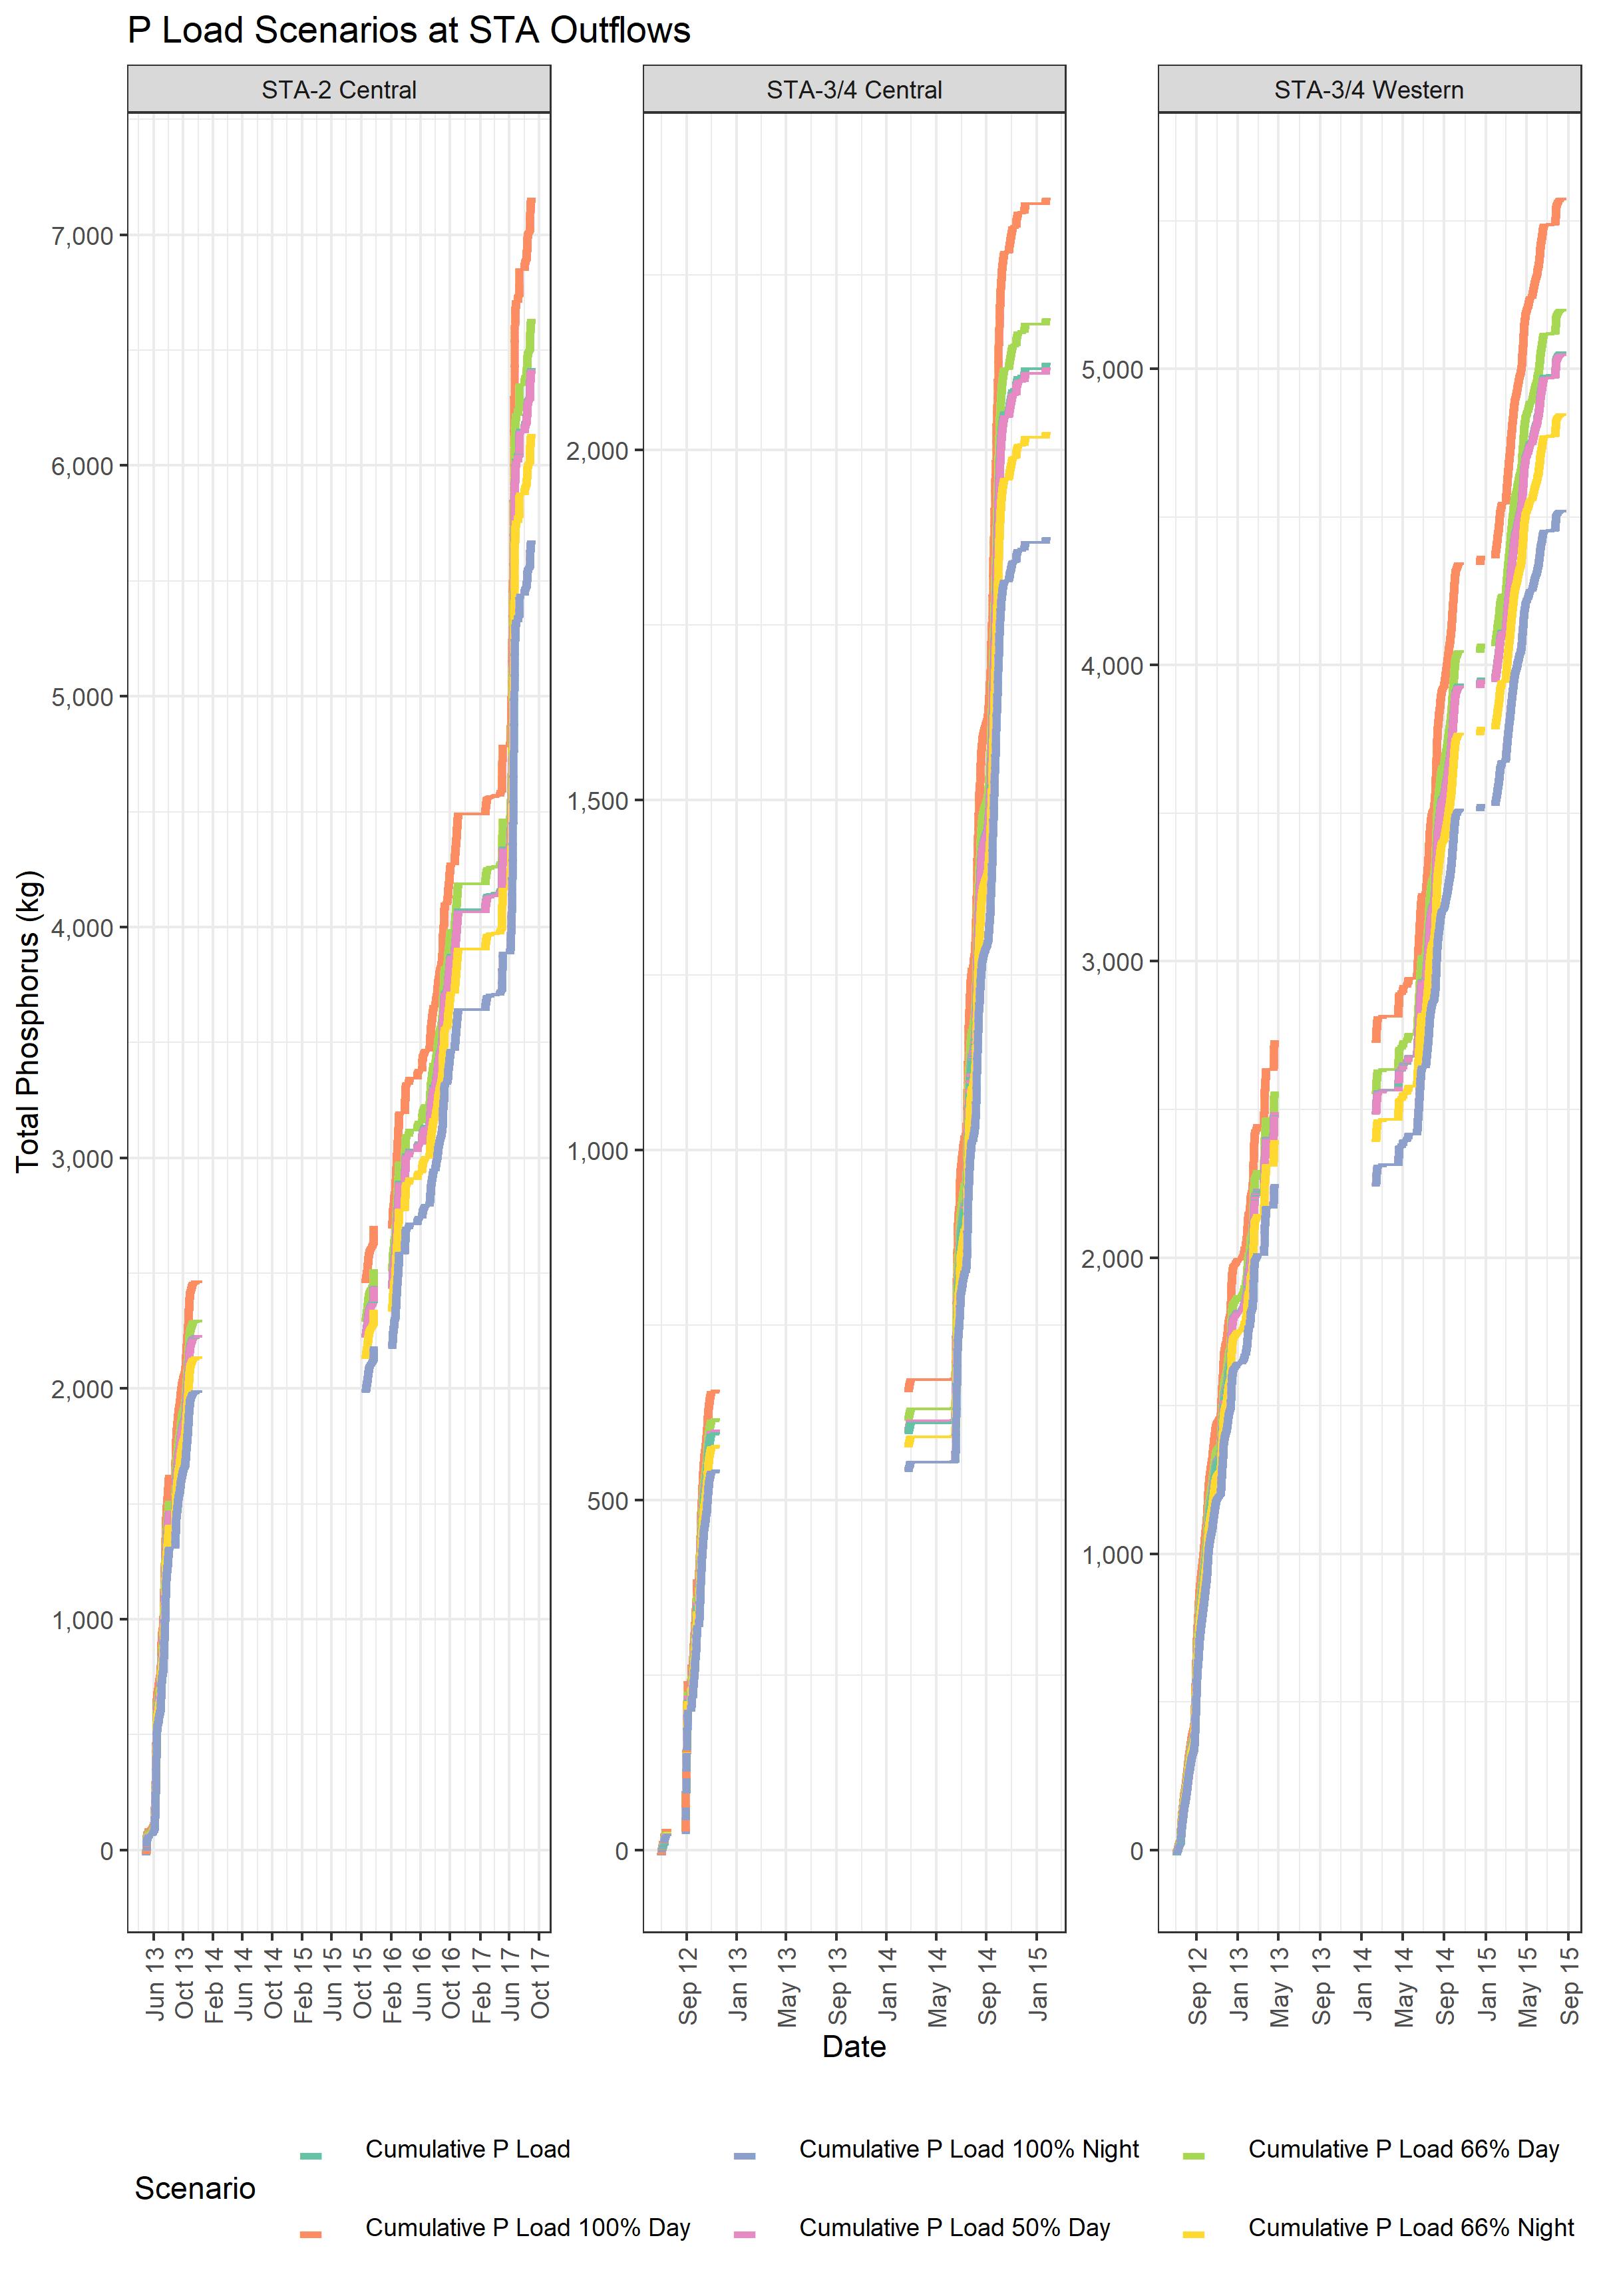 P Load Scenarios at STA Outflows
STA-2 Central
STA-3/4 Central
STA-3/4 Western
Total Phosphorus (kg)
7,000
6,000
5,000
4,000
3,000
2,000
1,000
0
2,000
1,500
1,000
500
0
5,000
4,000
3,000
2,000
1,000
0
Jun 13
Oct 13
Feb 14
Jun 14
Oct 14
Feb 15
Jun 15
Oct 15
Feb 16
Jun 16
Oct 16
Feb 17
Jun 17
Oct 17
Sep 12
Jan 13
May 13
Sep 13
Jan 14
May 14
Sep 14
Jan 15
Sep 12
Jan 13
May 13
Sep 13
Jan 14
May 14
Sep 14
Jan 15
May 15
Sep 15
Date
Scenario
Cumulative P Load
Cumulative P Load 100% Night
Cumulative P Load 66% Day
Cumulative P Load 100% Day
Cumulative P Load 50% Day
Cumulative P Load 66% Night